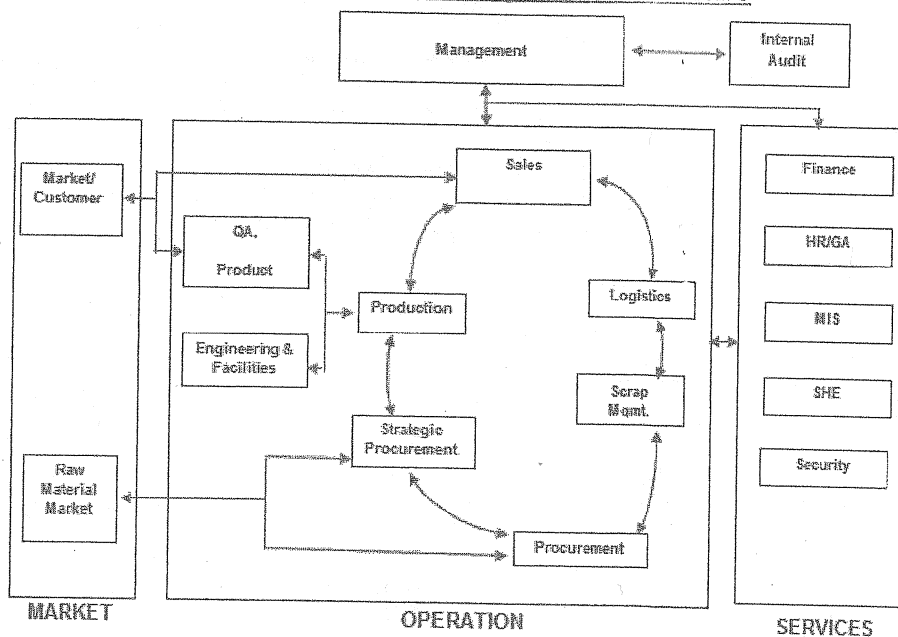 Management
Internal
Audit
Market/
Customer
Sales
Finance
QA.
Product
HR/GA
Production
Logistics
MIS
Engineering &
Facilities
Scrap
Mqmt.
SHE
Strategic
Procurement
Raw
Material
Market
Security
Procurement
MARKET
OPERATION
SERVICES